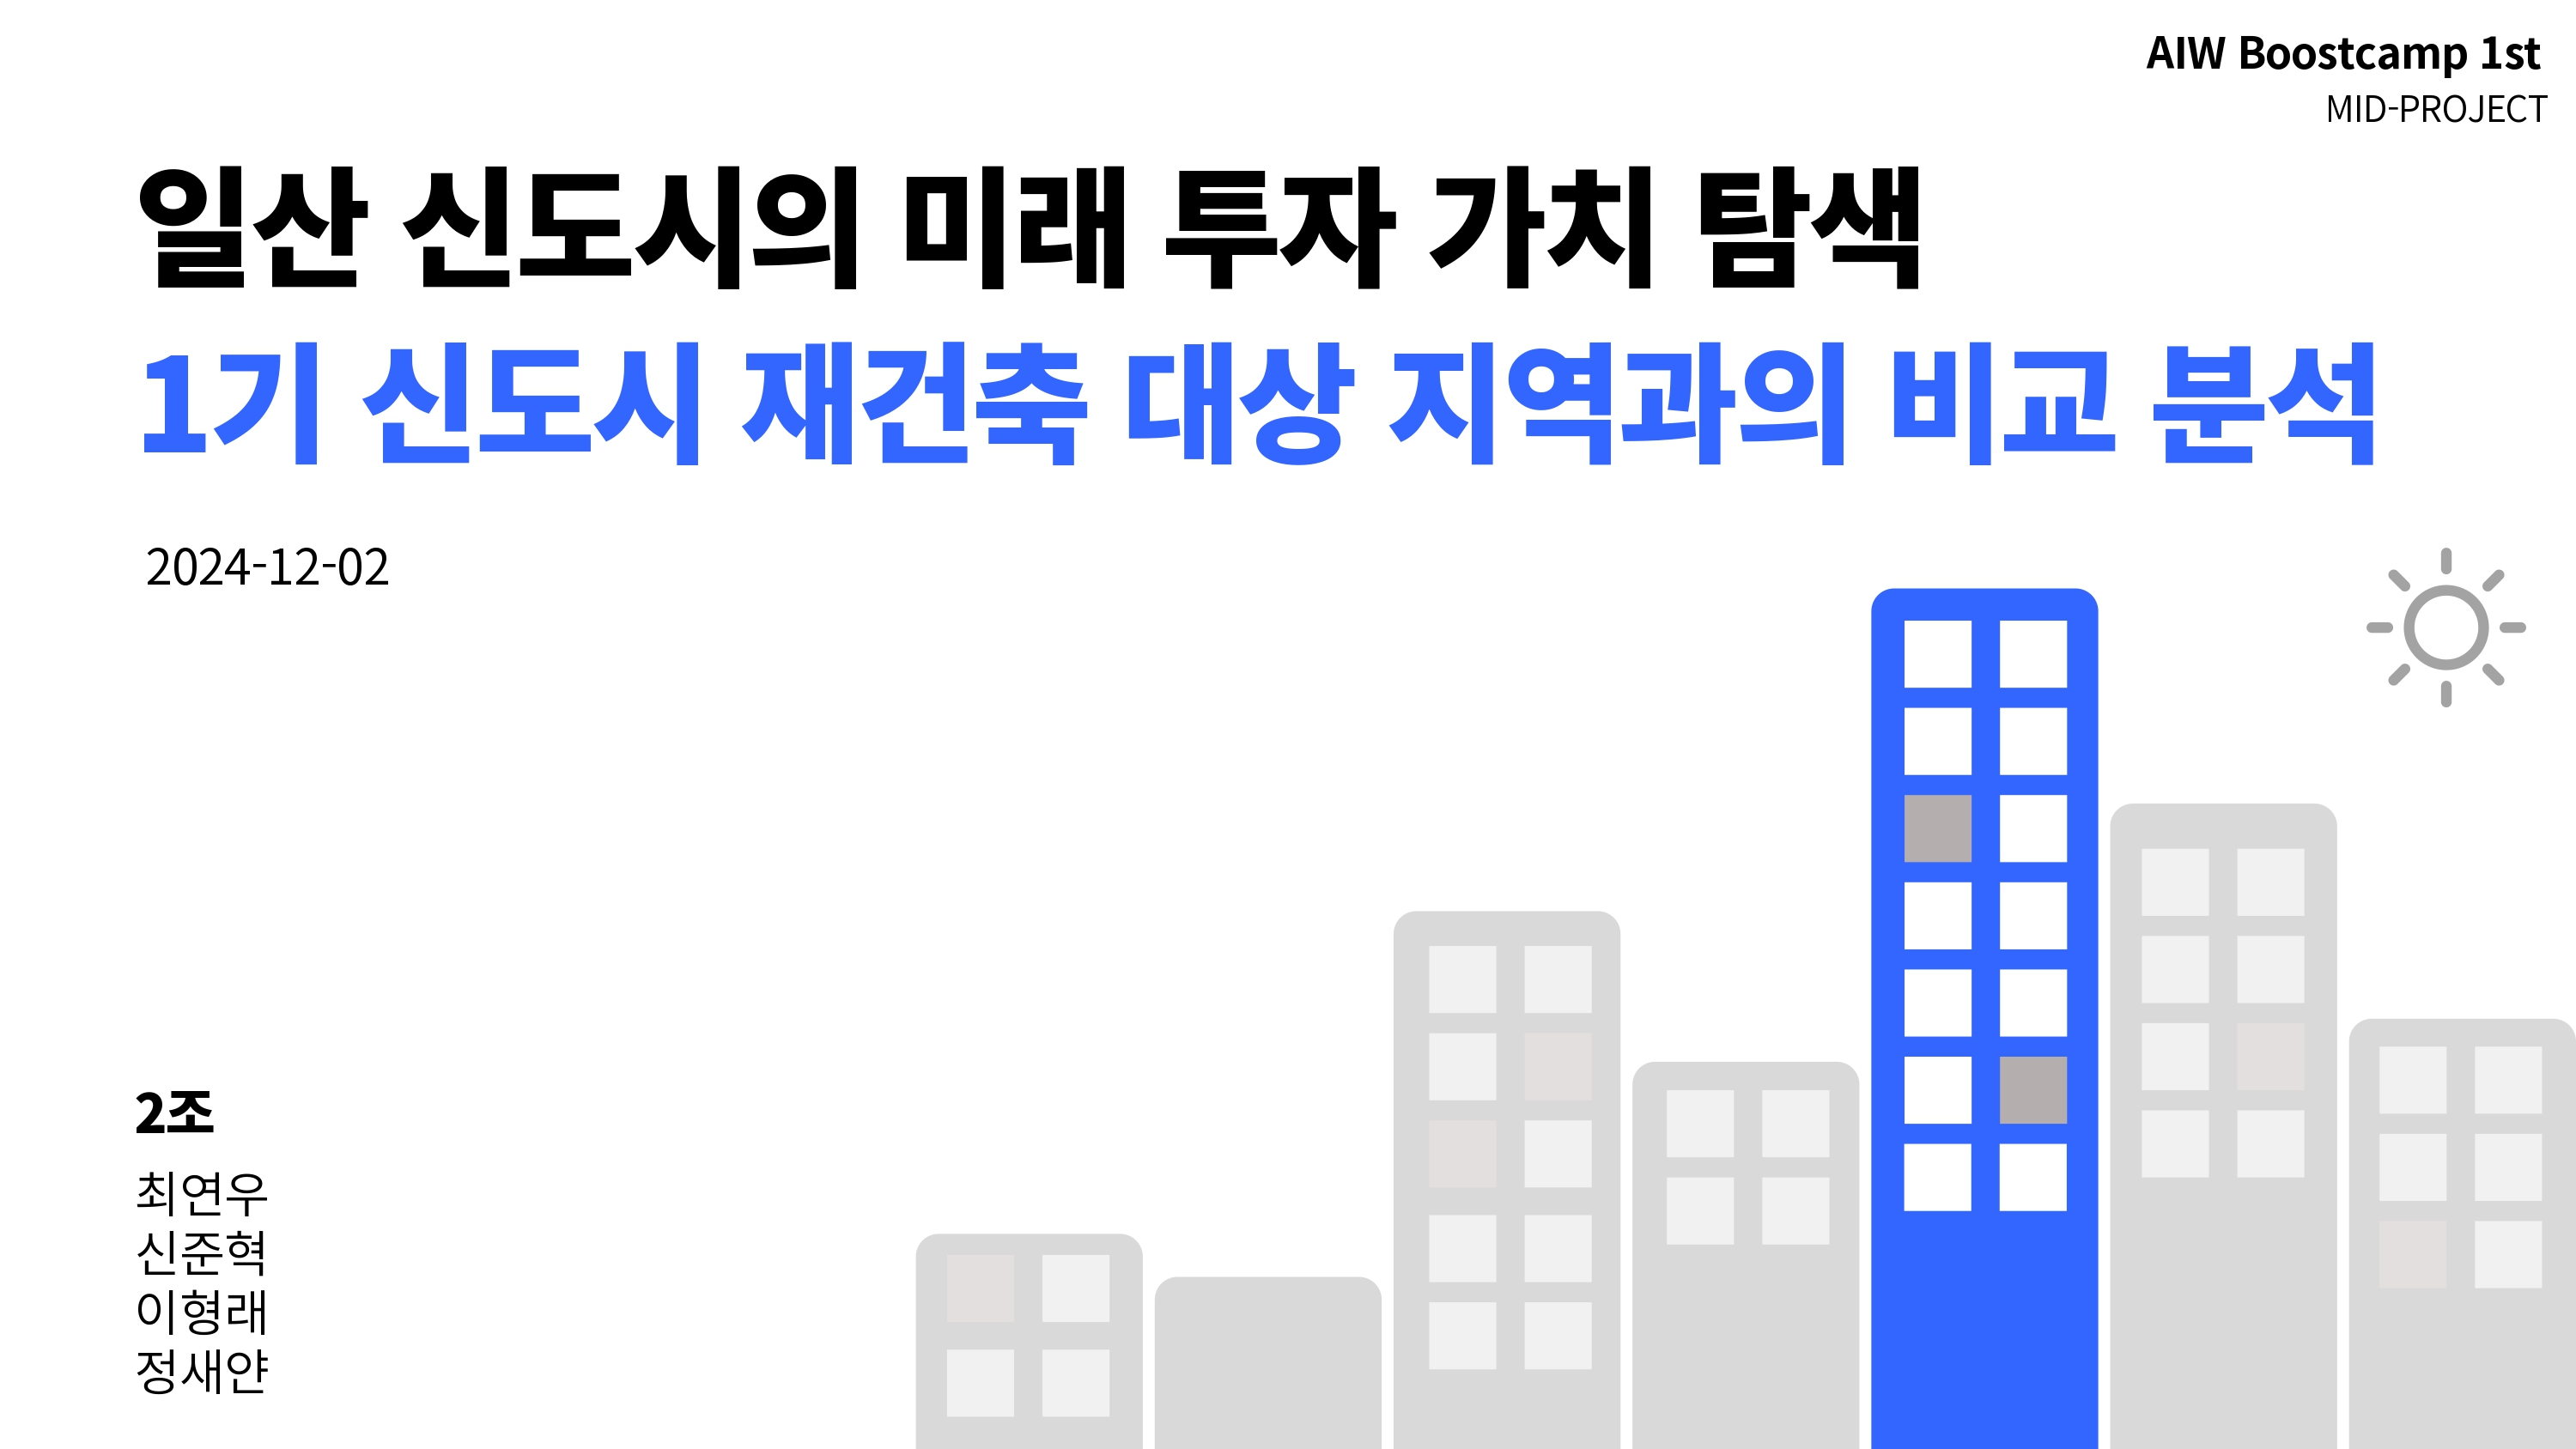 AIW Boostcamp 1st
MID-PROJECT
일산 신도시의 미래 투자 가치 탐색
1기 신도시 재건축 대상 지역과의 비교 분석
2024-12-02
2조
최연우
신준혁
이형래
정새얀